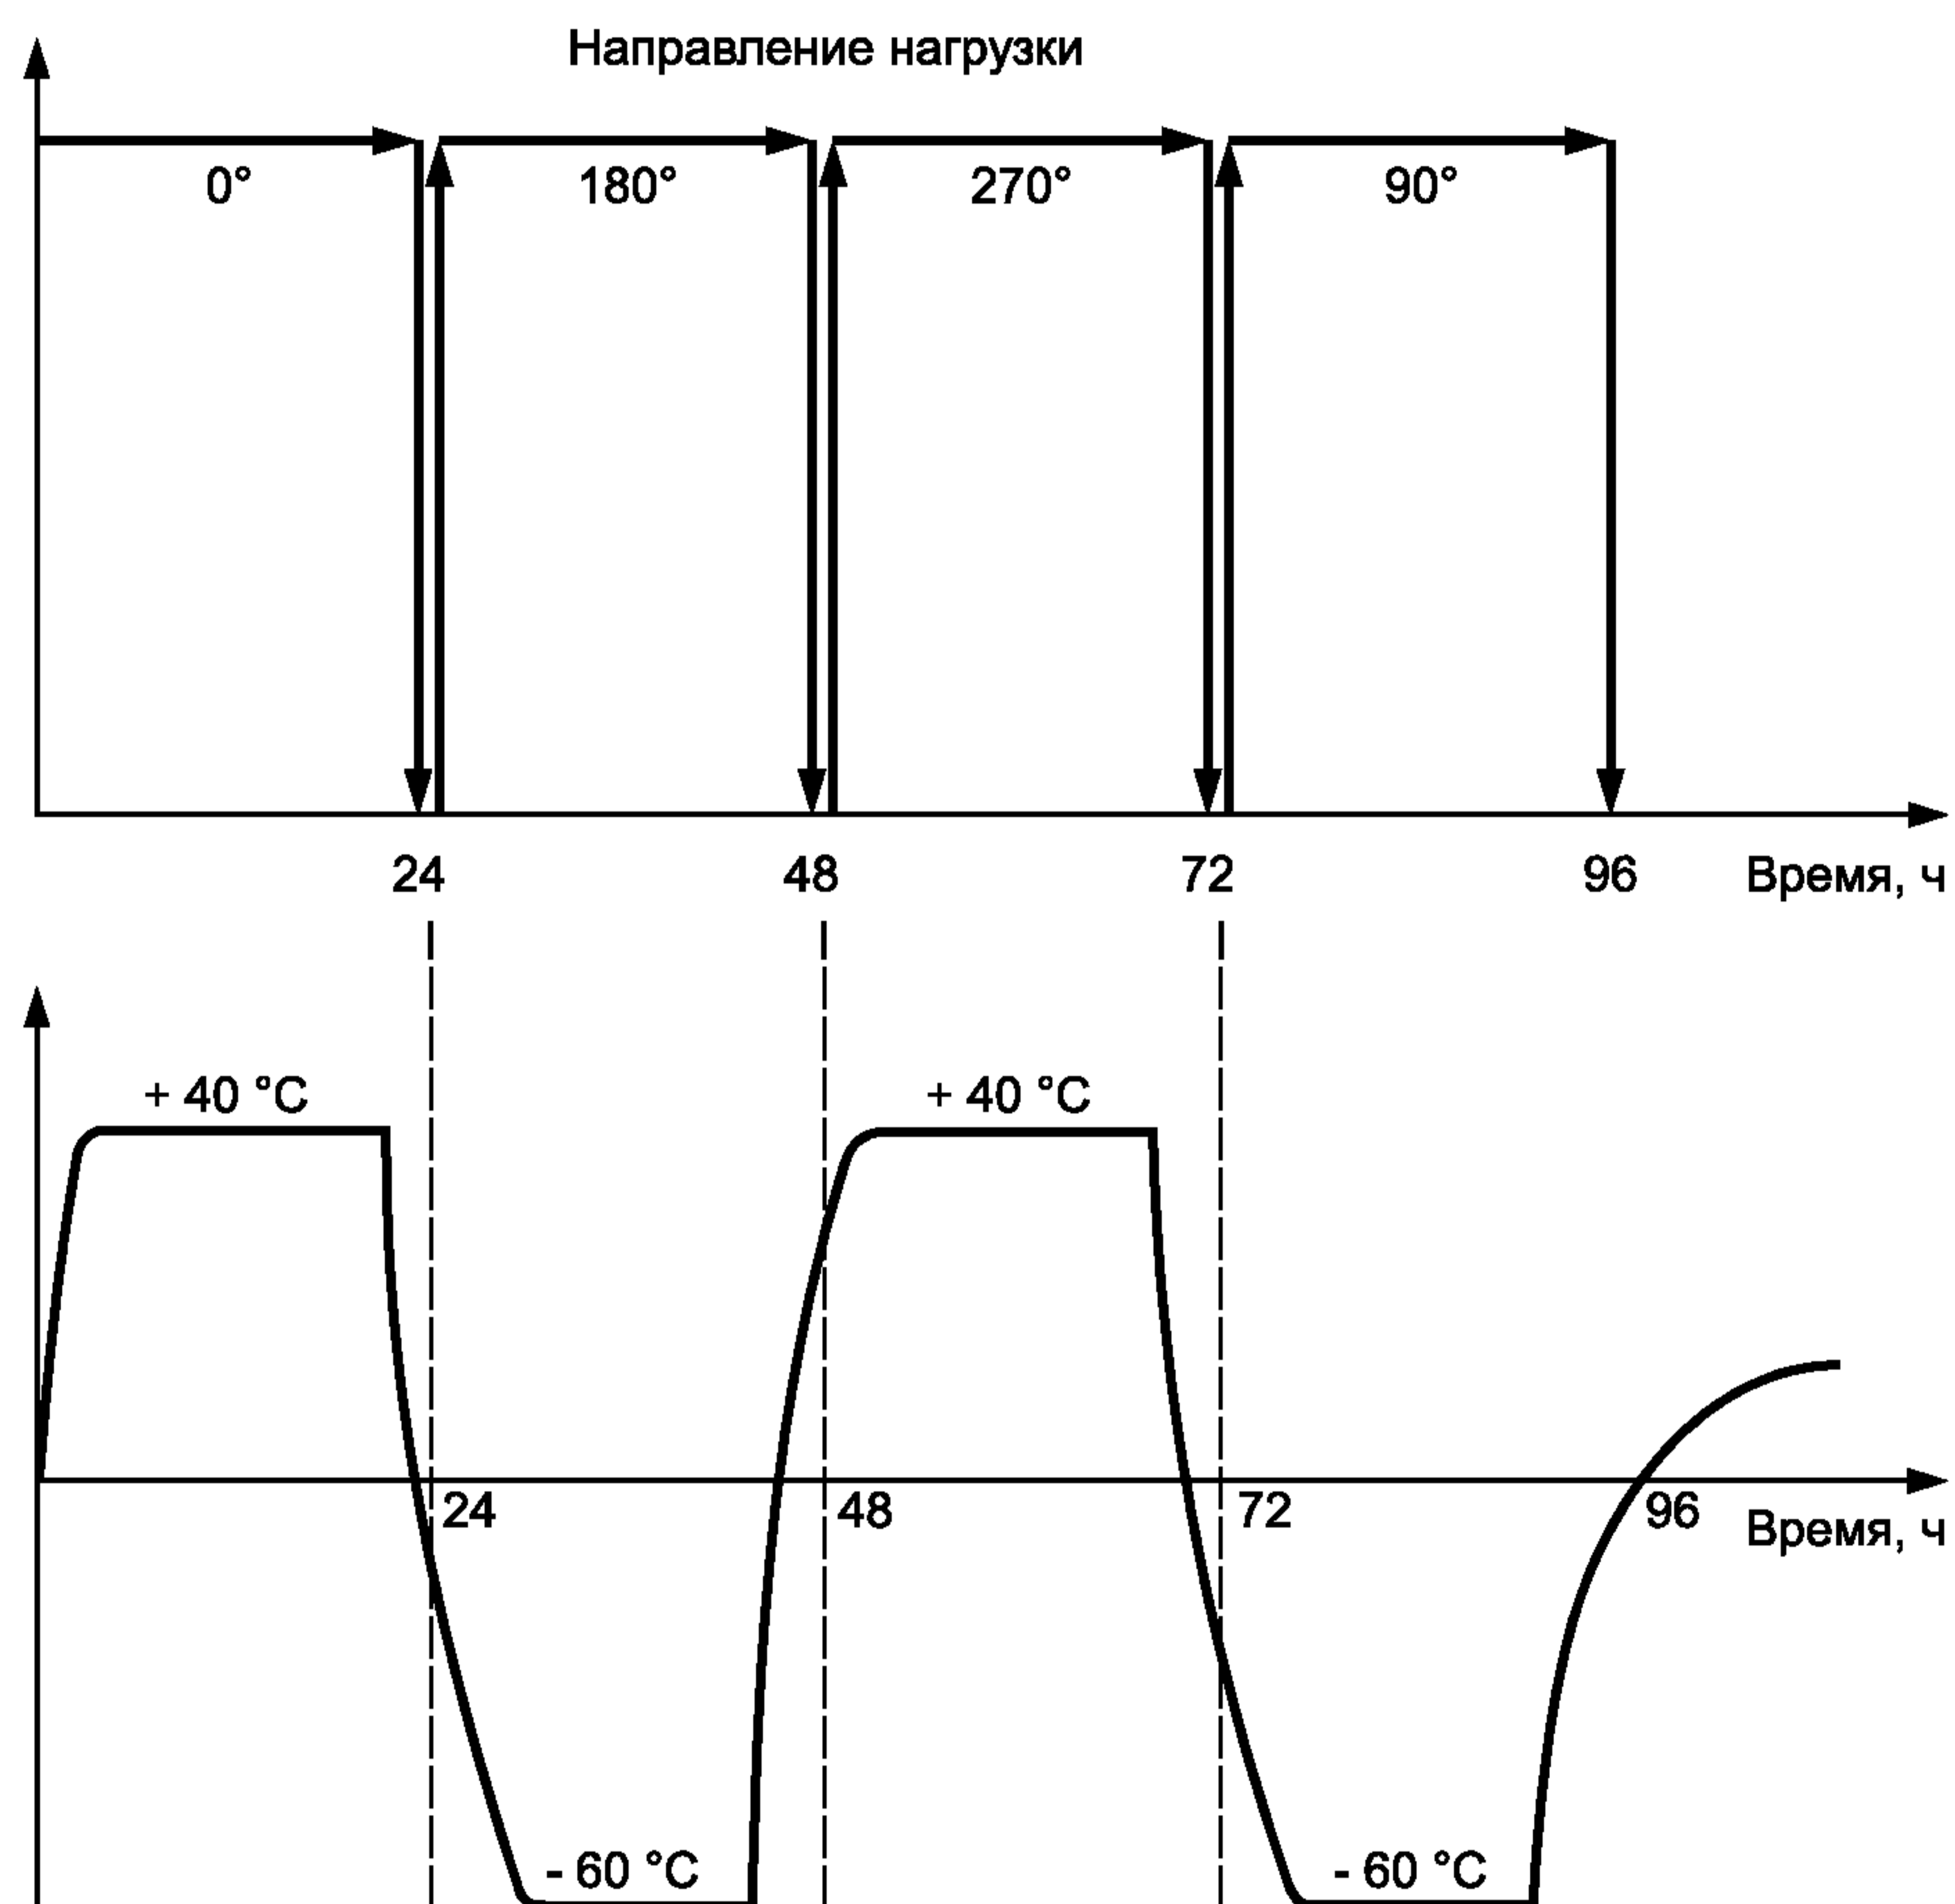 Направление нагрузки
0° 180° 270° 90°
24 48 72 96 Время, ч
+ 40 °C + 40 °C
24 48 72 96 Время, ч
- 60 °C - 60 °C